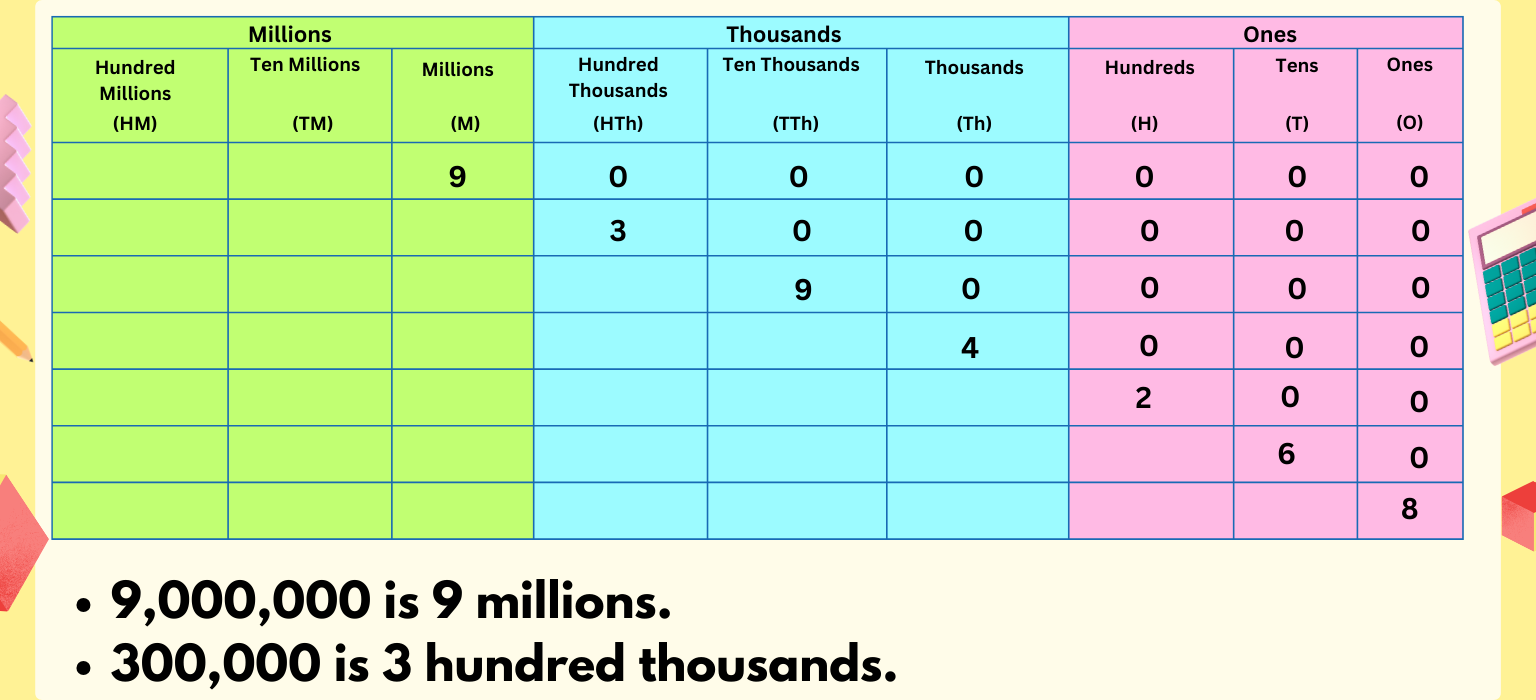 Millions Thousands Ones
Hundred Millions (HM) Ten Millions (TM) Millions (M) Hundred Thousands (HTh) Ten Thousands (TTh) Thousands (Th) Hundreds (H) Tens (T) Ones (O)
9 0 0 0 0 0 0
3 0 0 0 0 0
9 0 0 0 0
4 0 0 0
2 0 0
6 0
8
• 9,000,000 is 9 millions.
• 300,000 is 3 hundred thousands.